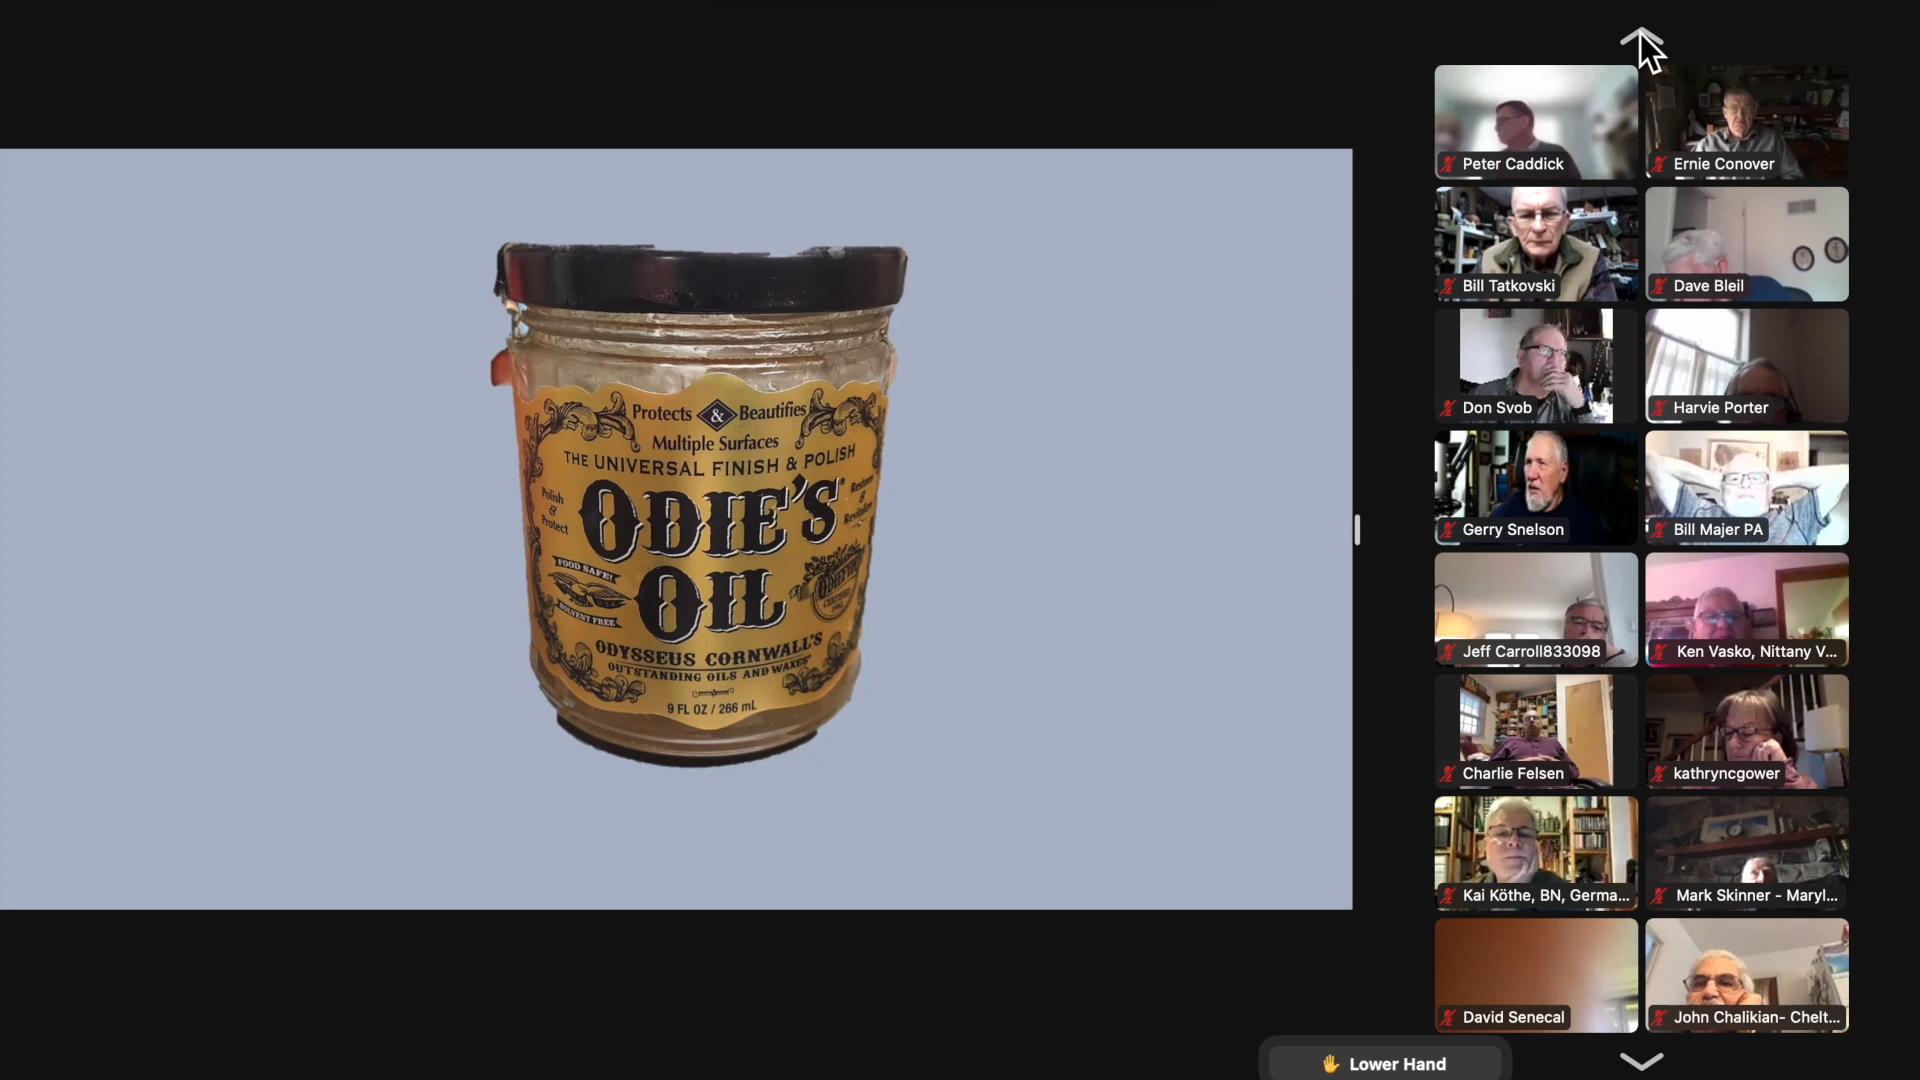 Protects & Beautifies
Multiple Surfaces
THE UNIVERSAL FINISH & POLISH
Polish
&
Protect
ODIE'S
OIL
FOOD SAFE!
SOLVENT FREE
ODYSSEUS CORNWALL'S
OUTSTANDING OILS AND WAXES
9 FL OZ / 266 mL
Peter Caddick
Ernie Conover
Bill Tatkovski
Dave Bleil
Don Svob
Harvie Porter
Gerry Snelson
Bill Majer PA
Jeff Carroll833098
Ken Vasko, Nittany V...
Charlie Felsen
kathryncgower
Kai Köthe, BN, Germa...
Mark Skinner - Maryl...
David Senecal
John Chalikian- Chelt...
Lower Hand